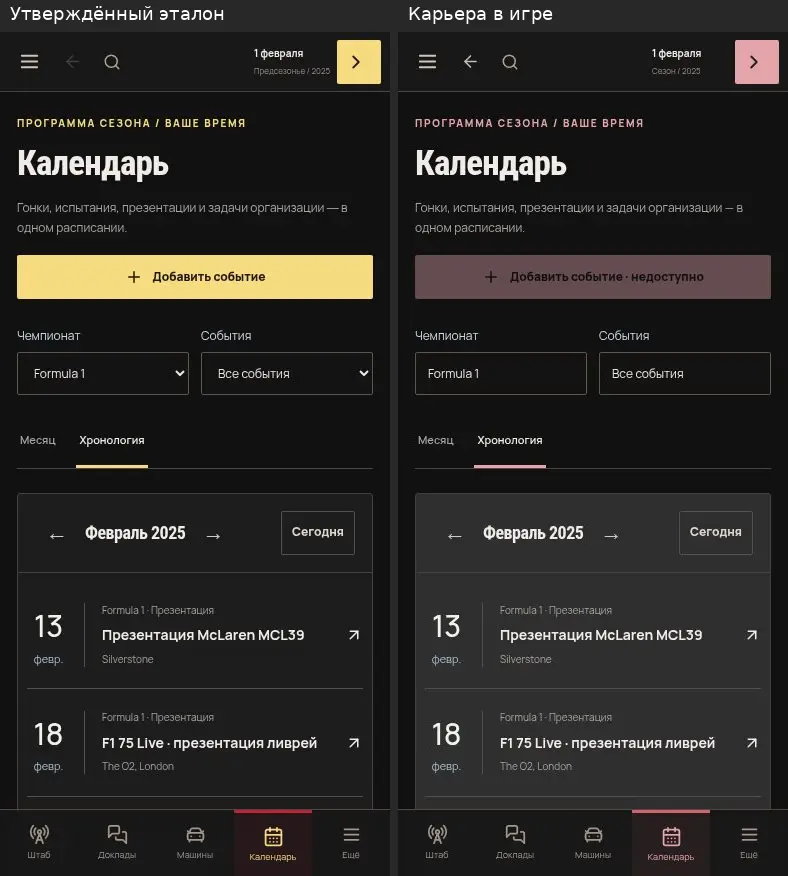 Утверждённый эталон
1 февраля
Предсезонье / 2025
ПРОГРАММА СЕЗОНА / ВАШЕ ВРЕМЯ
Календарь
Гонки, испытания, презентации и задачи организации — в
одном расписании.
Добавить событие
Чемпионат
События
Formula 1
Все события
Месяц
Хронология
← Февраль 2025 →
Сегодня
13
февр.
Formula 1 · Презентация
Презентация McLaren MCL39
Silverstone
18
февр.
Formula 1 · Презентация
F1 75 Live · презентация ливрей
The O2, London
Штаб
Доклады
Машины
Календарь
Ещё
Карьера в игре
1 февраля
Сезон / 2025
ПРОГРАММА СЕЗОНА / ВАШЕ ВРЕМЯ
Календарь
Гонки, испытания, презентации и задачи организации — в
одном расписании.
Добавить событие · недоступно
Чемпионат
События
Formula 1
Все события
Месяц
Хронология
← Февраль 2025 →
Сегодня
13
февр.
Formula 1 · Презентация
Презентация McLaren MCL39
Silverstone
18
февр.
Formula 1 · Презентация
F1 75 Live · презентация ливрей
The O2, London
Штаб
Доклады
Машины
Календарь
Ещё